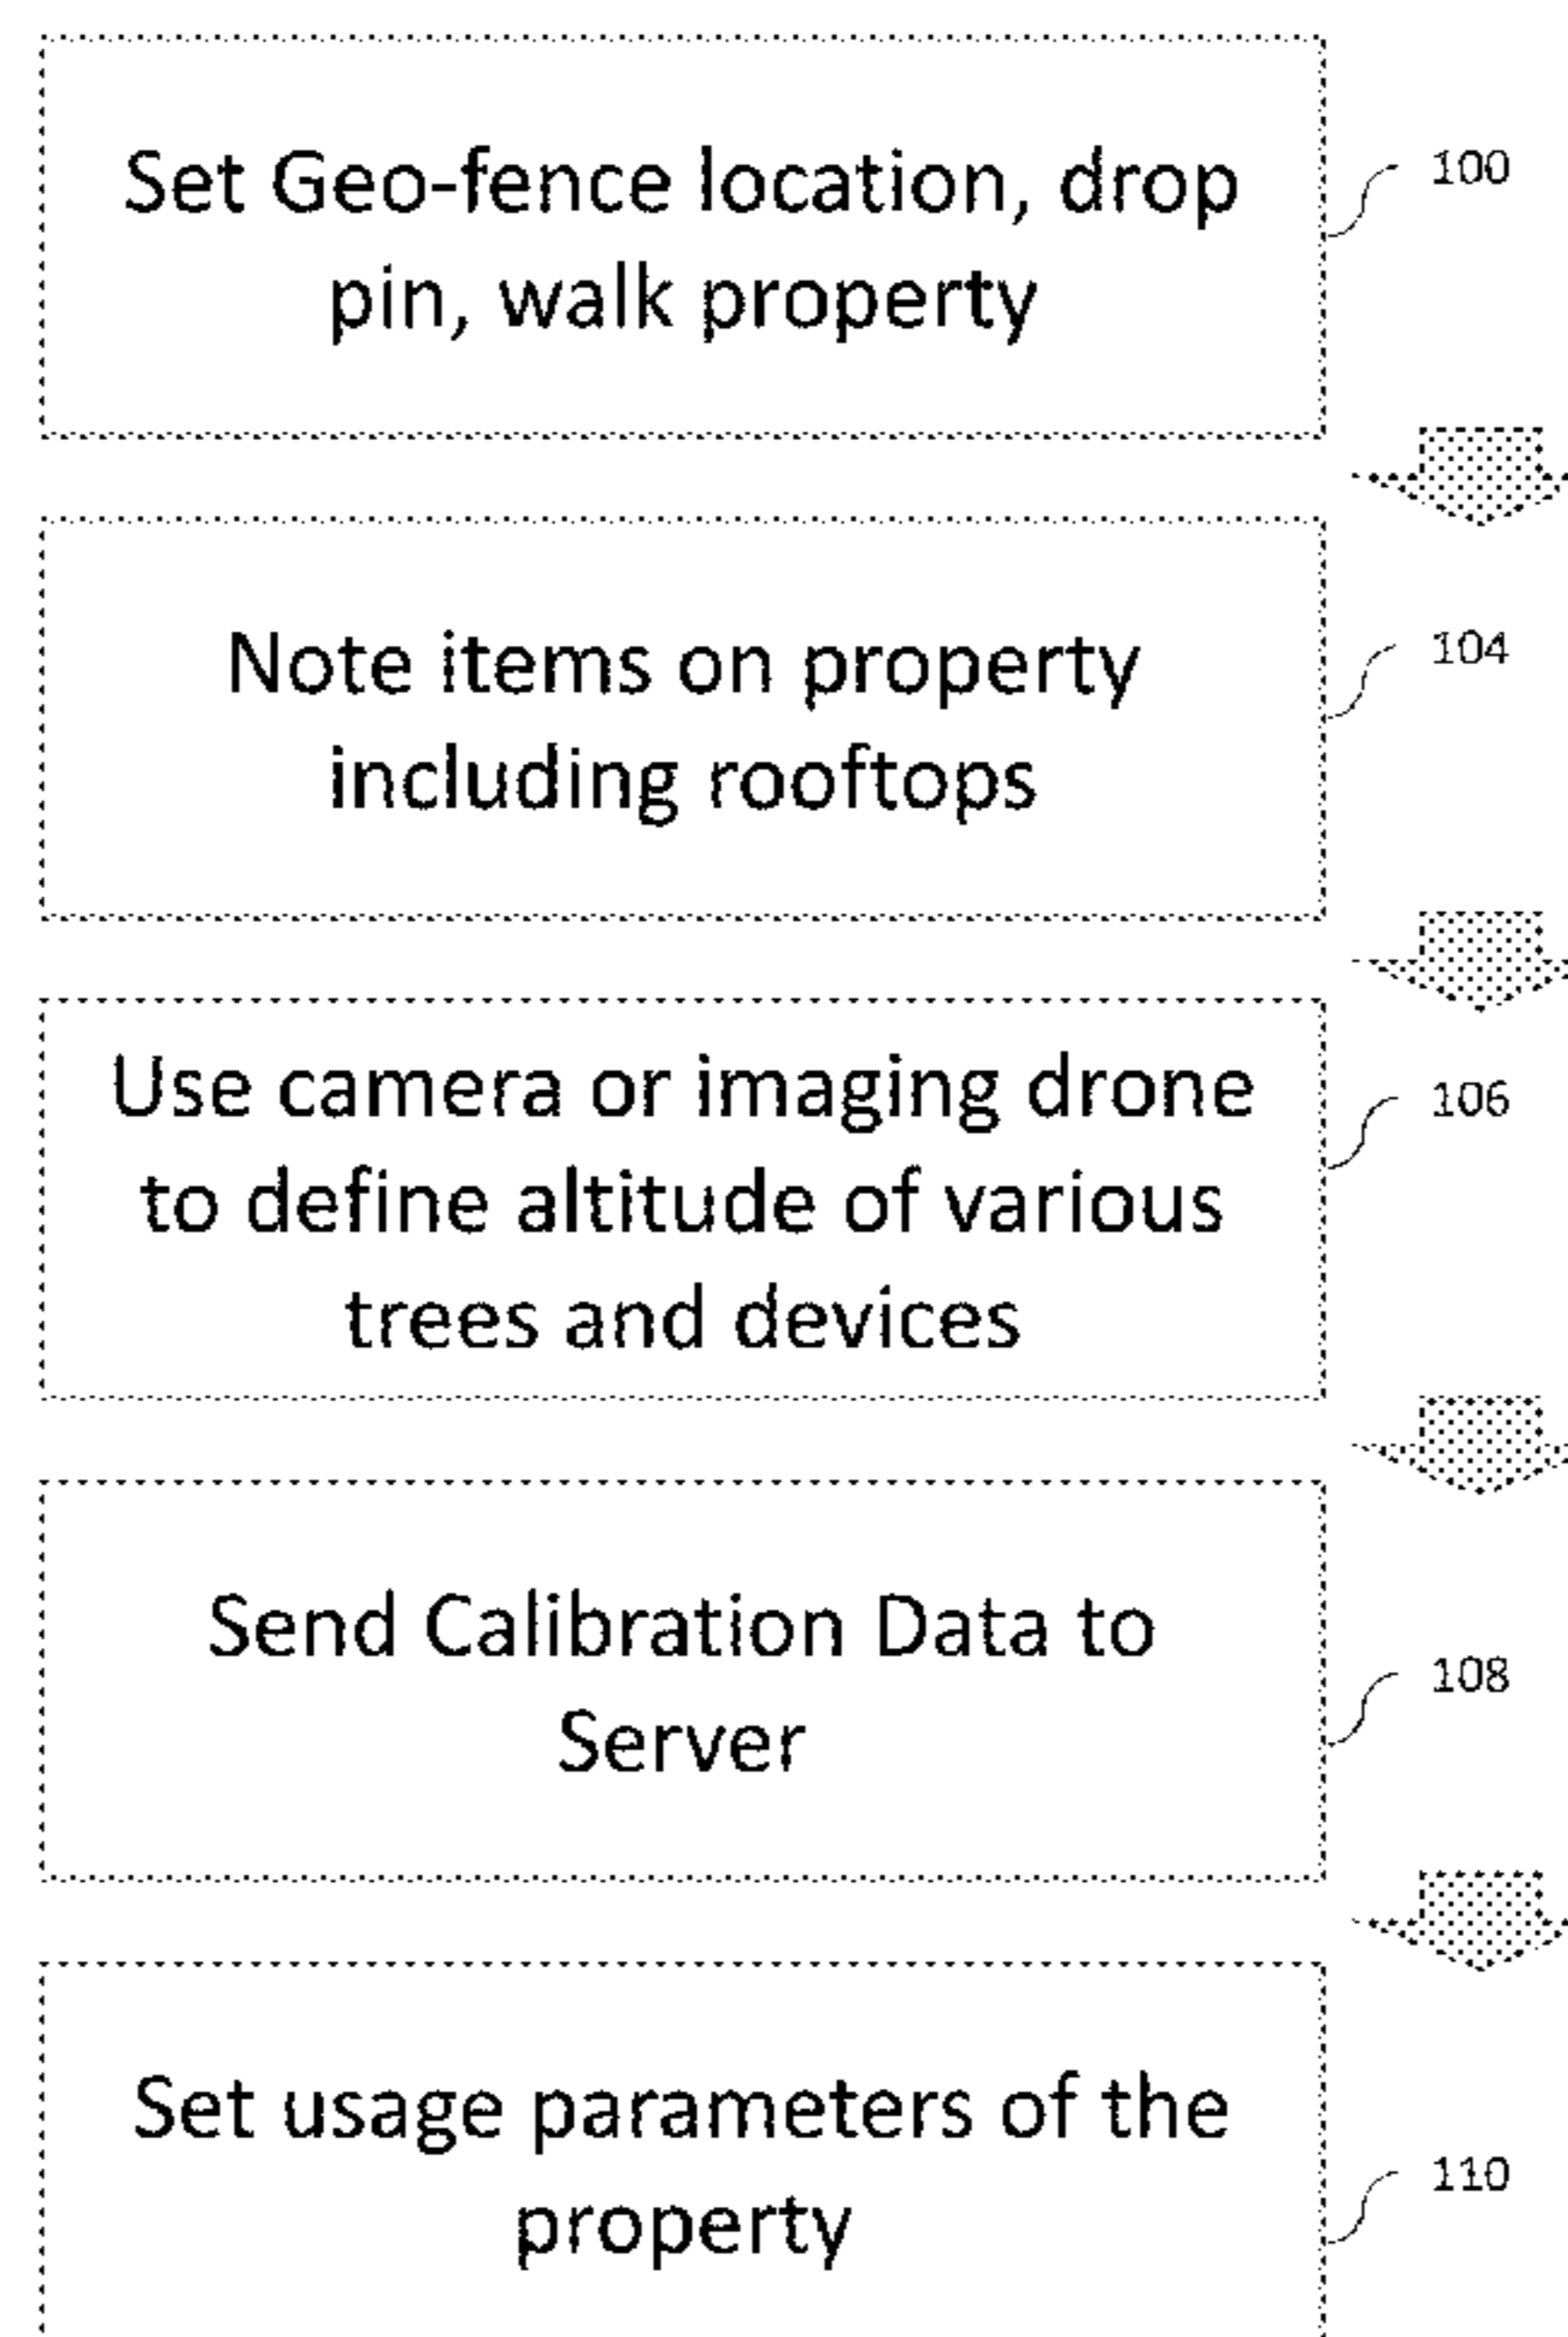 Set Geo-fence location, drop
pin, walk property
100
Note items on property
including rooftops
104
Use camera or imaging drone
to define altitude of various
trees and devices
106
Send Calibration Data to
Server
108
Set usage parameters of the
property
110